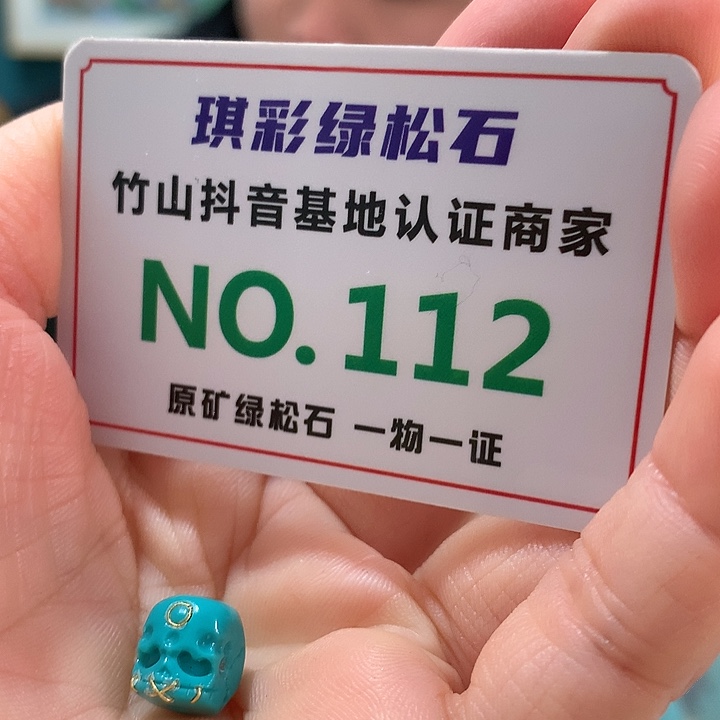 琪彩绿松石
竹山抖音基地认证商家
NO.112
原矿绿松石 一物一证